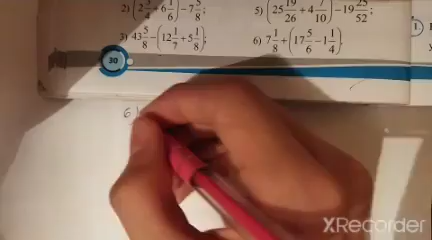 2) (2 3/4 + 6 1/6) − 7 5/8;
3) 43 5/8 − (12 1/7 + 5 1/8);
5) (25 19/26 + 4 /10) − 19 25/52;
6) 7 1/8 + (17 5/6 − 1 1/4)
30
6)
XRecorder